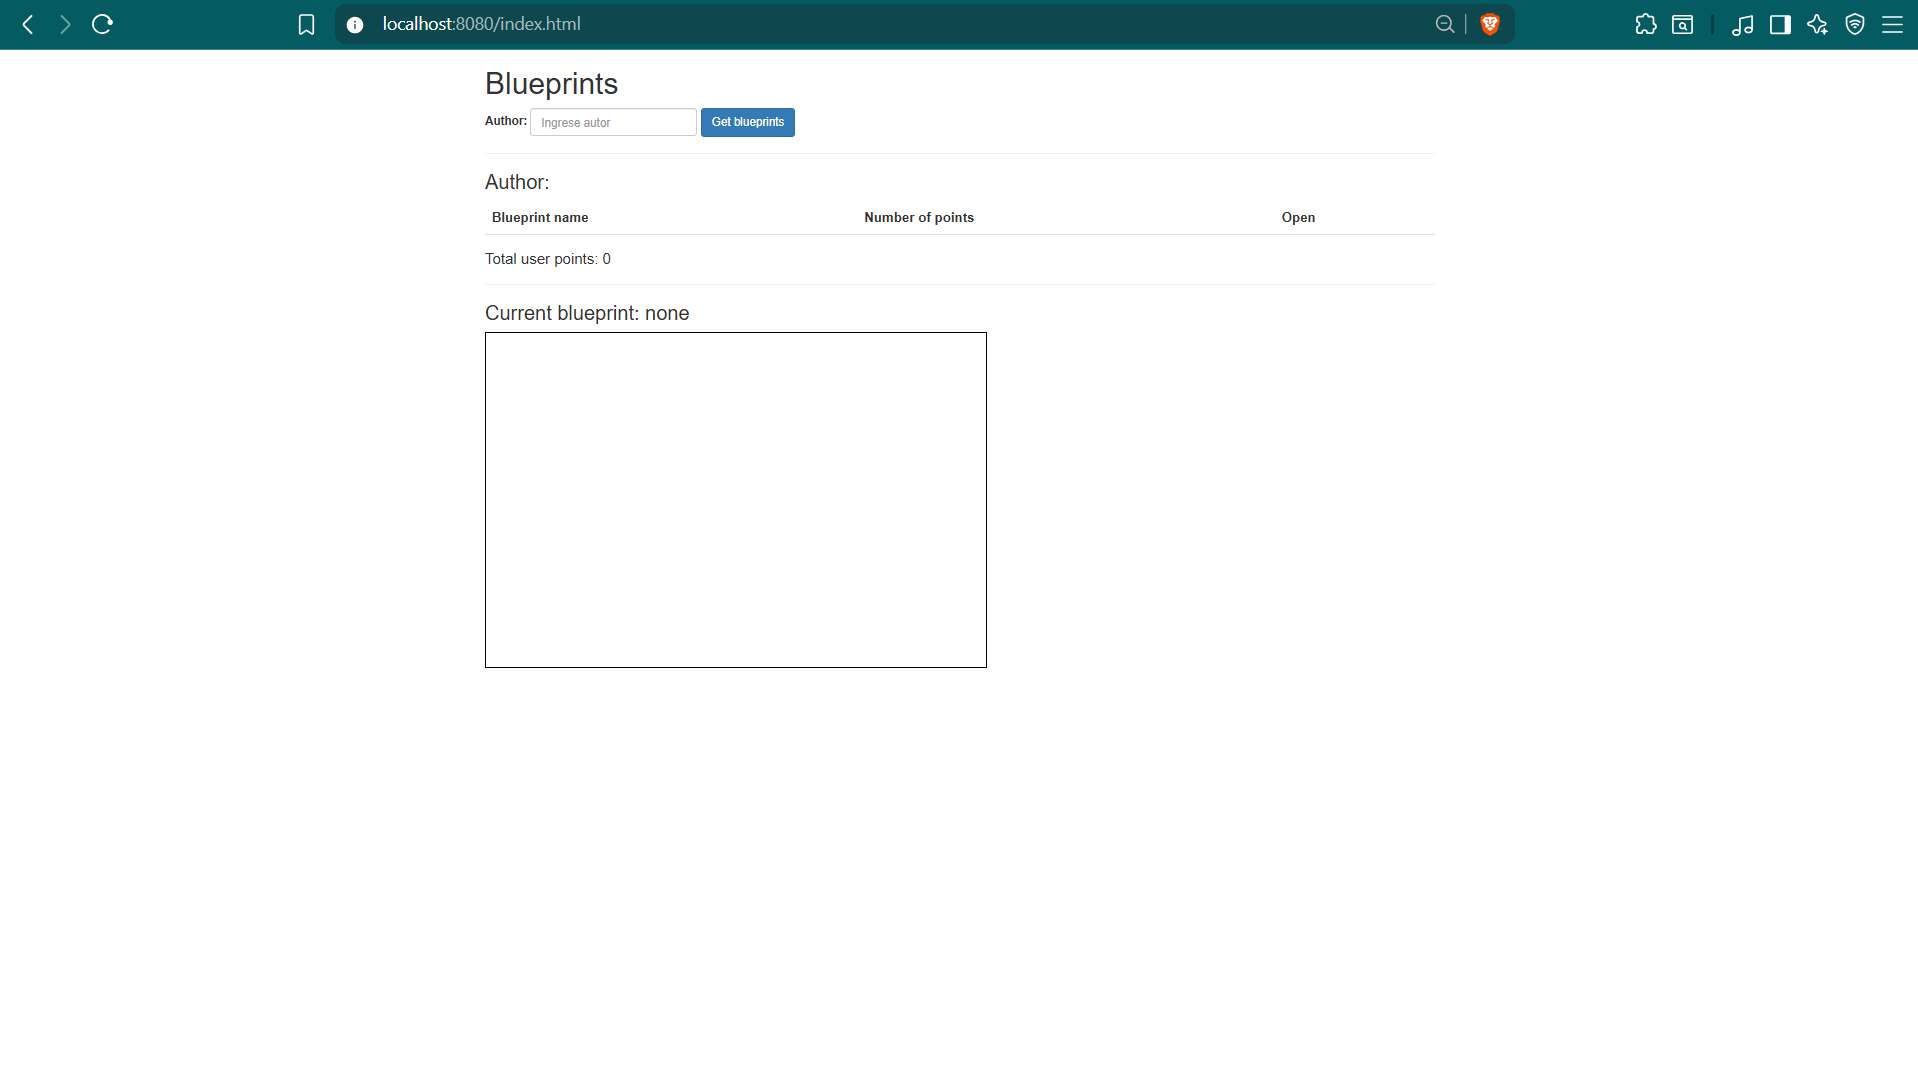 localhost:8080/index.html
Blueprints
Author: Ingrese autor Get blueprints
Author:
Blueprint name Number of points Open
Total user points: 0
Current blueprint: none